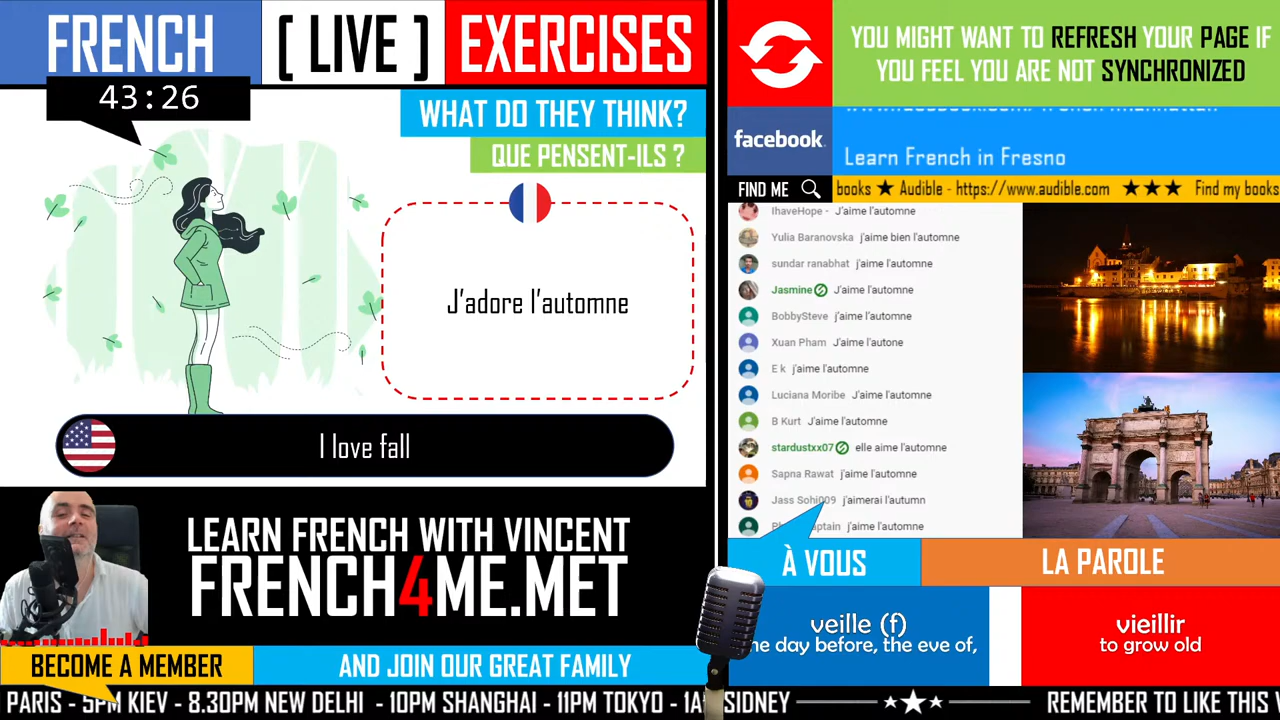 FRENCH
[ LIVE ]
EXERCISES
43:26
WHAT DO THEY THINK?
QUE PENSENT-ILS ?
J'adore l'automne
I love fall
LEARN FRENCH WITH VINCENT
FRENCH4ME.MET
BECOME A MEMBER
AND JOIN OUR GREAT FAMILY
YOU MIGHT WANT TO REFRESH YOUR PAGE IF
YOU FEEL YOU ARE NOT SYNCHRONIZED
facebook
Learn French in Fresno
FIND ME
books ★ Audible - https://www.audible.com ★★★ Find my books
IhaveHope - J'aime l'automne
Yulia Baranovska j'aime bien l'automne
sundar ranabhat j'aime l'automne
Jasmine J'aime l'automne
BobbySteve j'aime l'automne
Xuan Pham J'aime l'autone
E k j'aime l'automne
Luciana Moribe J'aime l'automne
B Kurt J'aime l'automne
stardustxx07 elle aime l'automne
Sapna Rawat j'aime l'automne
Jass Sohi009 j'aimerai l'autumn
j'aime l'automne
À VOUS
LA PAROLE
veille (f)
the day before, the eve of,
vieillir
to grow old
PARIS - 5PM KIEV - 8.30PM NEW DELHI - 10PM SHANGHAI - 11PM TOKYO - SIDNEY ★★★ REMEMBER TO LIKE THIS